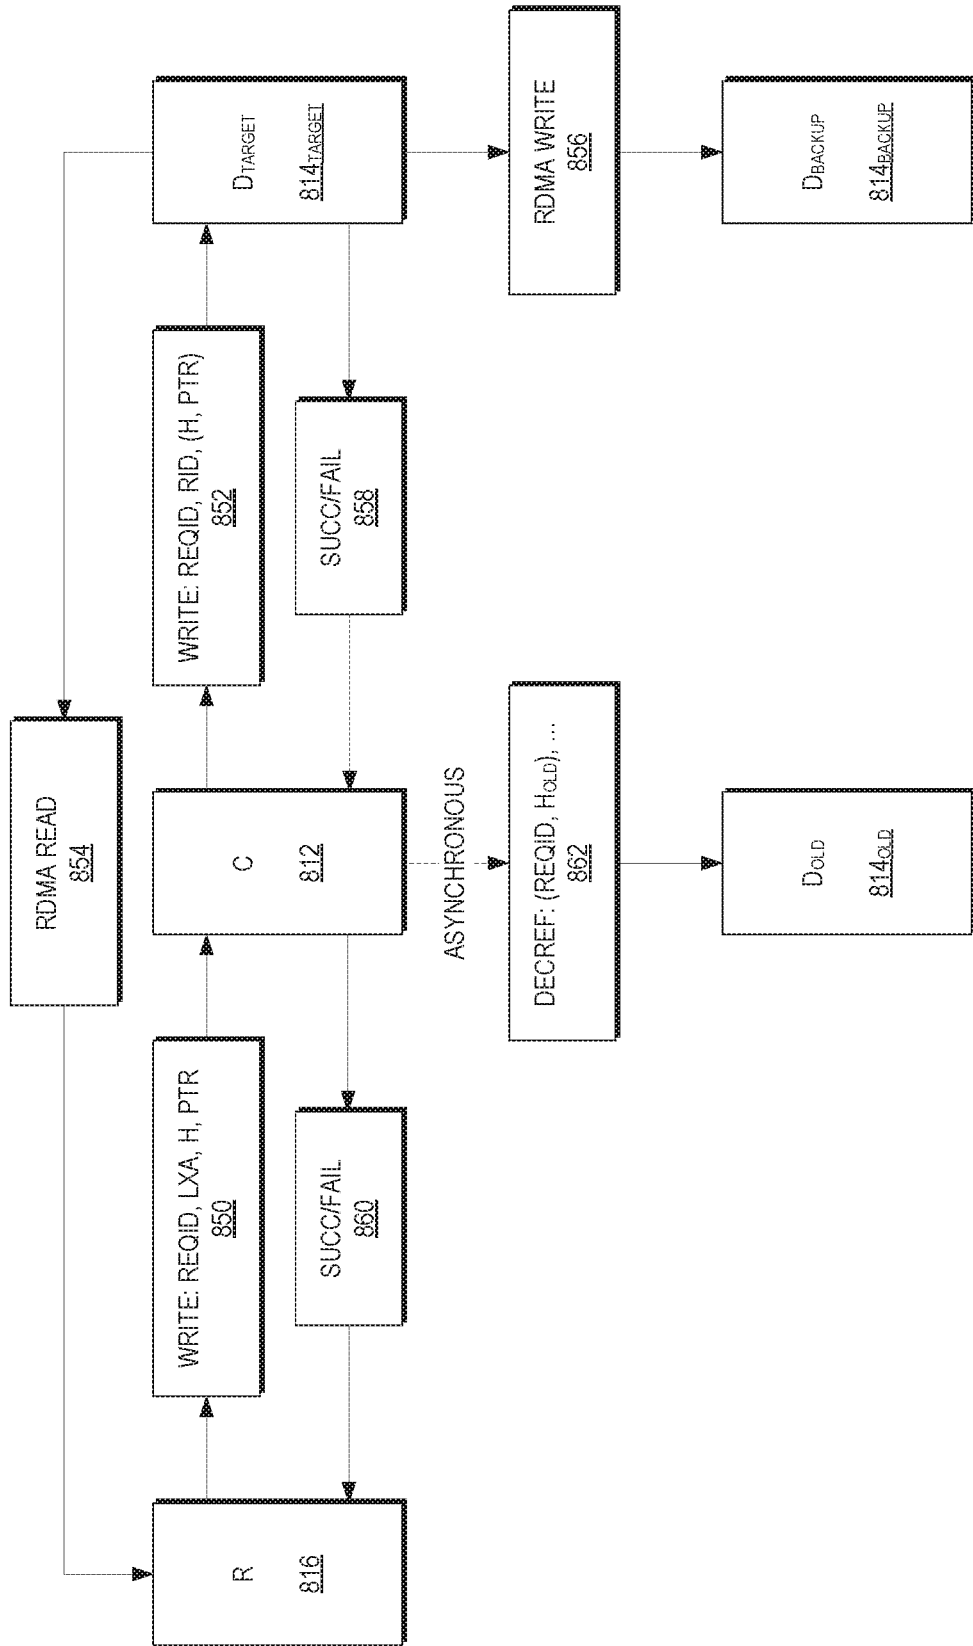 RDMA READ
854
R
816
WRITE: REQID, LXA, H, PTR
850
SUCC/FAIL
860
C
812
WRITE: REQID, RID, (H, PTR)
852
SUCC/FAIL
858
DTARGET
814TARGET
ASYNCHRONOUS
DECREF: (REQID, HOLD), ...
862
RDMA WRITE
856
DOLD
814OLD
DBACKUP
814BACKUP